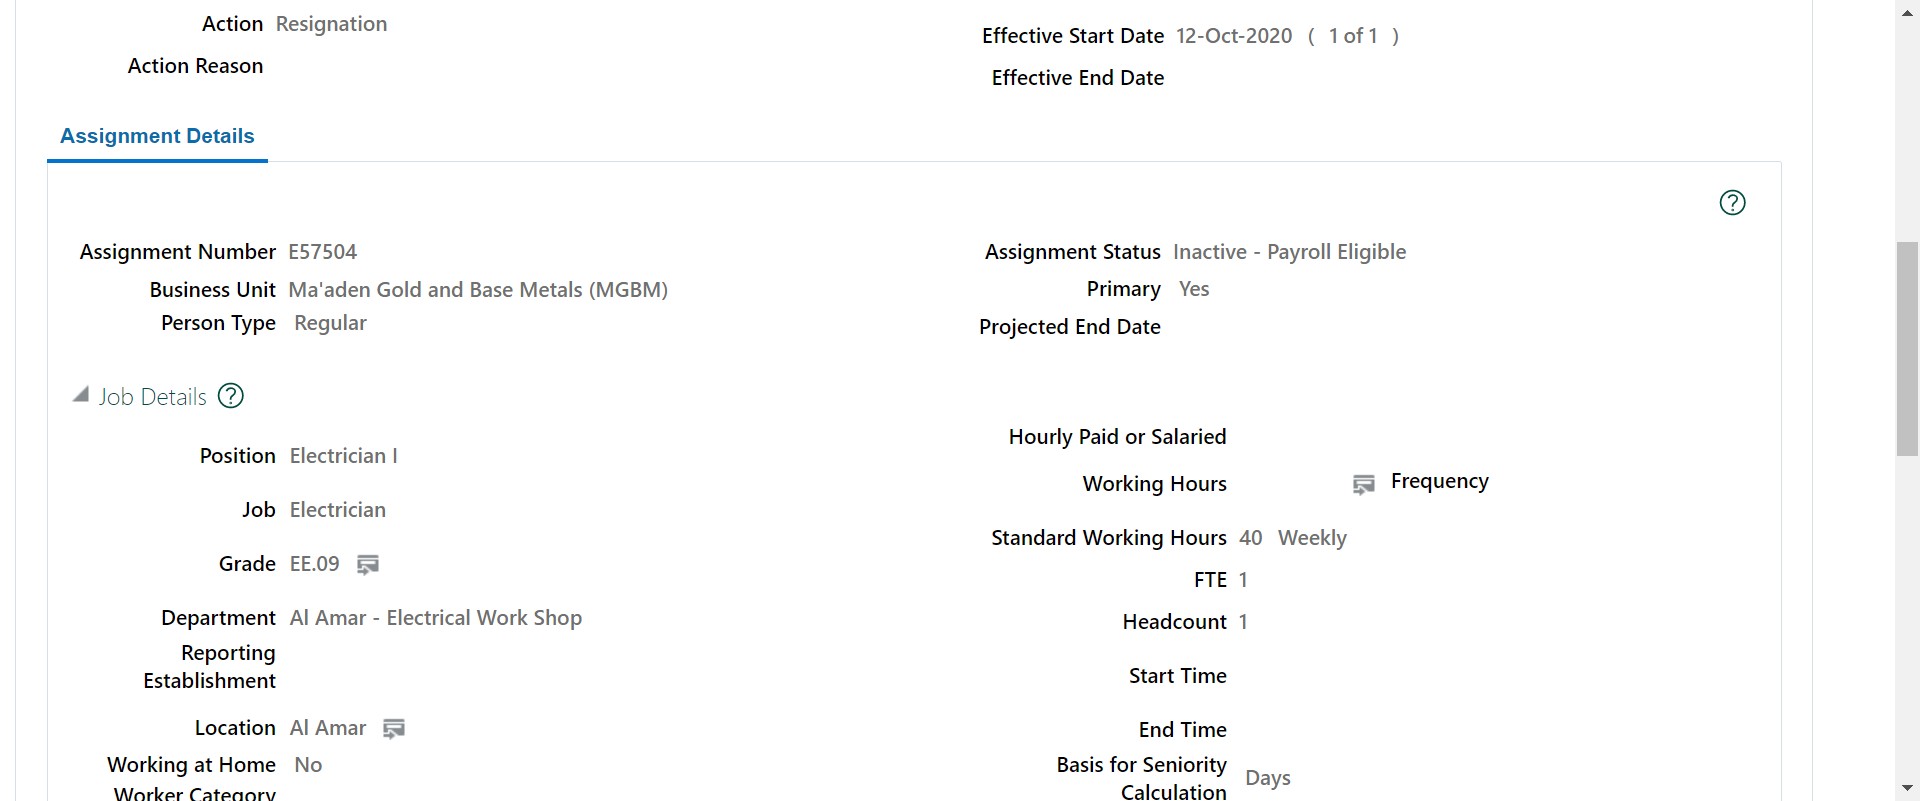 Action Resignation
Effective Start Date 12-Oct-2020 ( 1 of 1 )
Action Reason
Effective End Date
Assignment Details
Assignment Number E57504
Assignment Status Inactive - Payroll Eligible
Business Unit Ma'aden Gold and Base Metals (MGBM)
Primary Yes
Person Type Regular
Projected End Date
Job Details
Hourly Paid or Salaried
Position Electrician I
Working Hours
Frequency
Job Electrician
Standard Working Hours 40 Weekly
Grade EE.09
FTE 1
Department Al Amar - Electrical Work Shop
Headcount 1
Reporting
Establishment
Start Time
Location Al Amar
End Time
Working at Home No
Basis for Seniority
Calculation Days
Worker Category